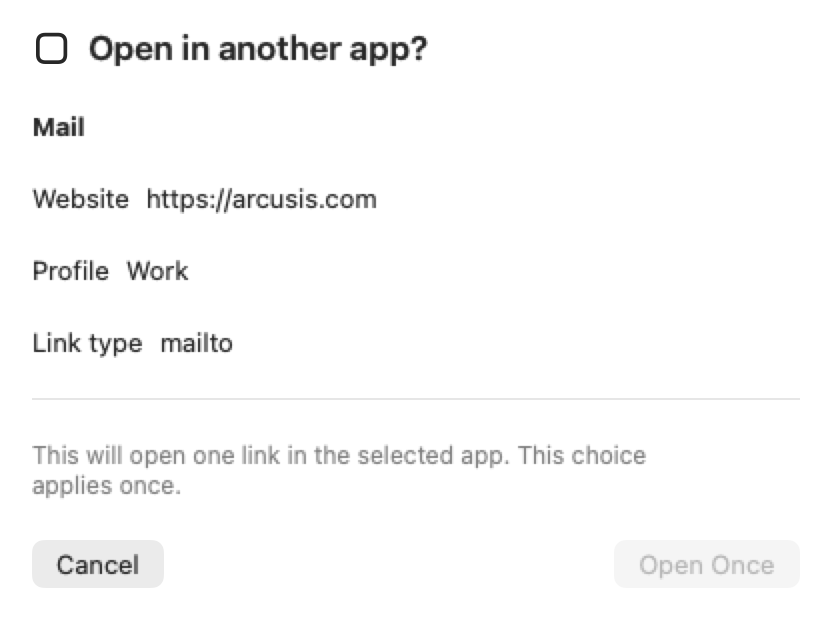 Open in another app?
Mail
Website https://arcusis.com
Profile Work
Link type mailto
This will open one link in the selected app. This choice
applies once.
Cancel
Open Once